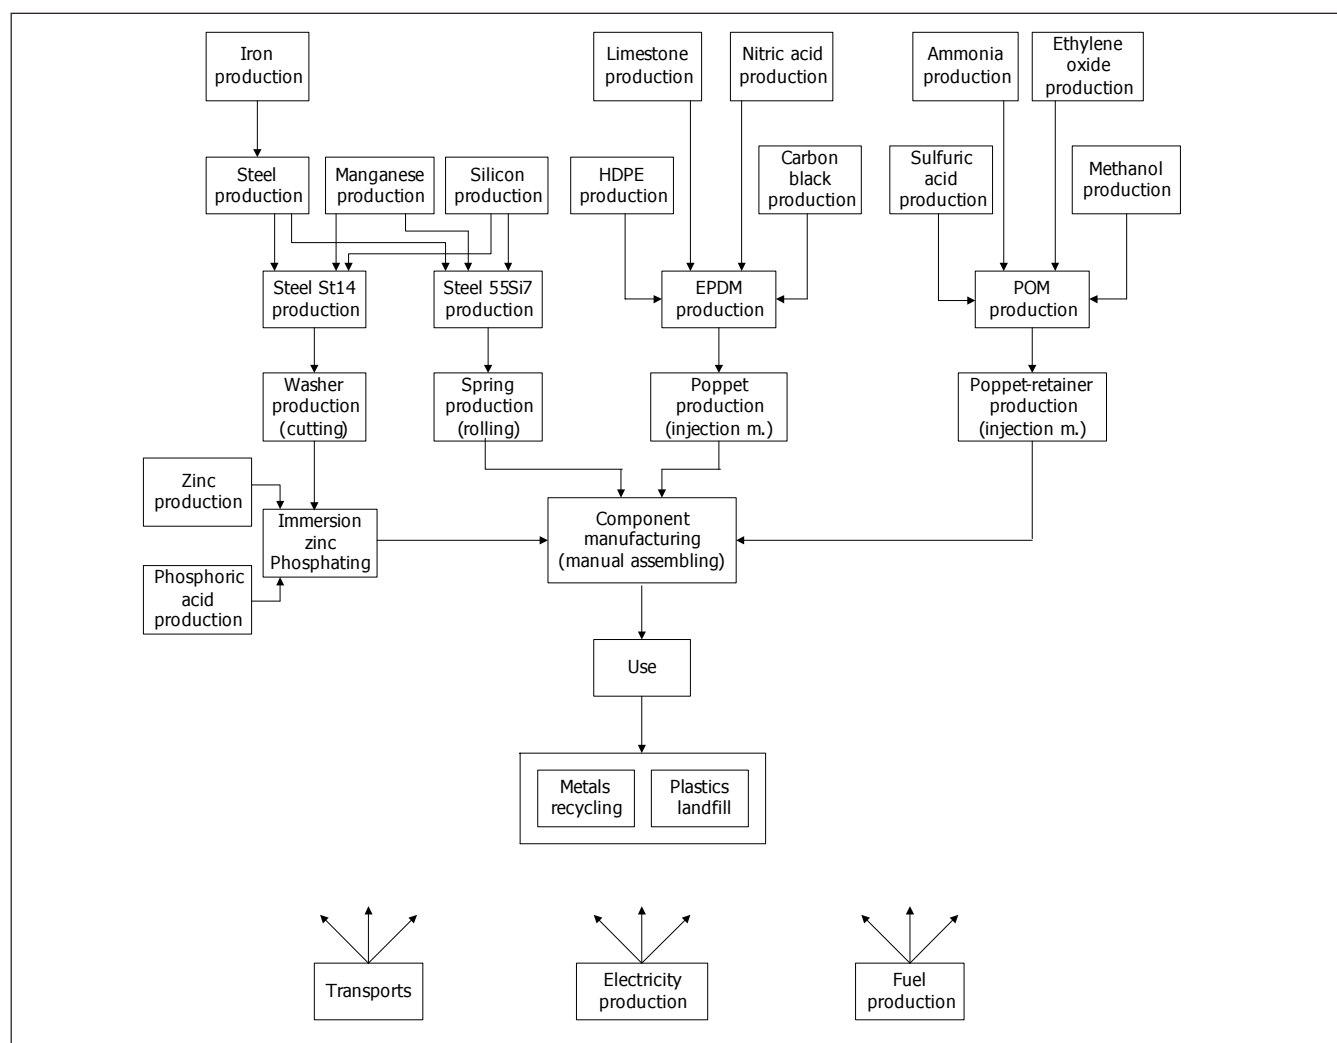 Iron
production
Limestone
production
Nitric acid
production
Ammonia
production
Ethylene
oxide
production
Steel
production
Manganese
production
Silicon
production
HDPE
production
Carbon
black
production
Sulfuric
acid
production
Methanol
production
Steel St14
production
Steel 55Si7
production
EPDM
production
POM
production
Washer
production
(cutting)
Spring
production
(rolling)
Poppet
production
(injection m.)
Poppet-retainer
production
(injection m.)
Zinc
production
Immersion
zinc
Phosphating
Component
manufacturing
(manual assembling)
Phosphoric
acid
production
Use
Metals
recycling
Plastics
landfill
Transports
Electricity
production
Fuel
production